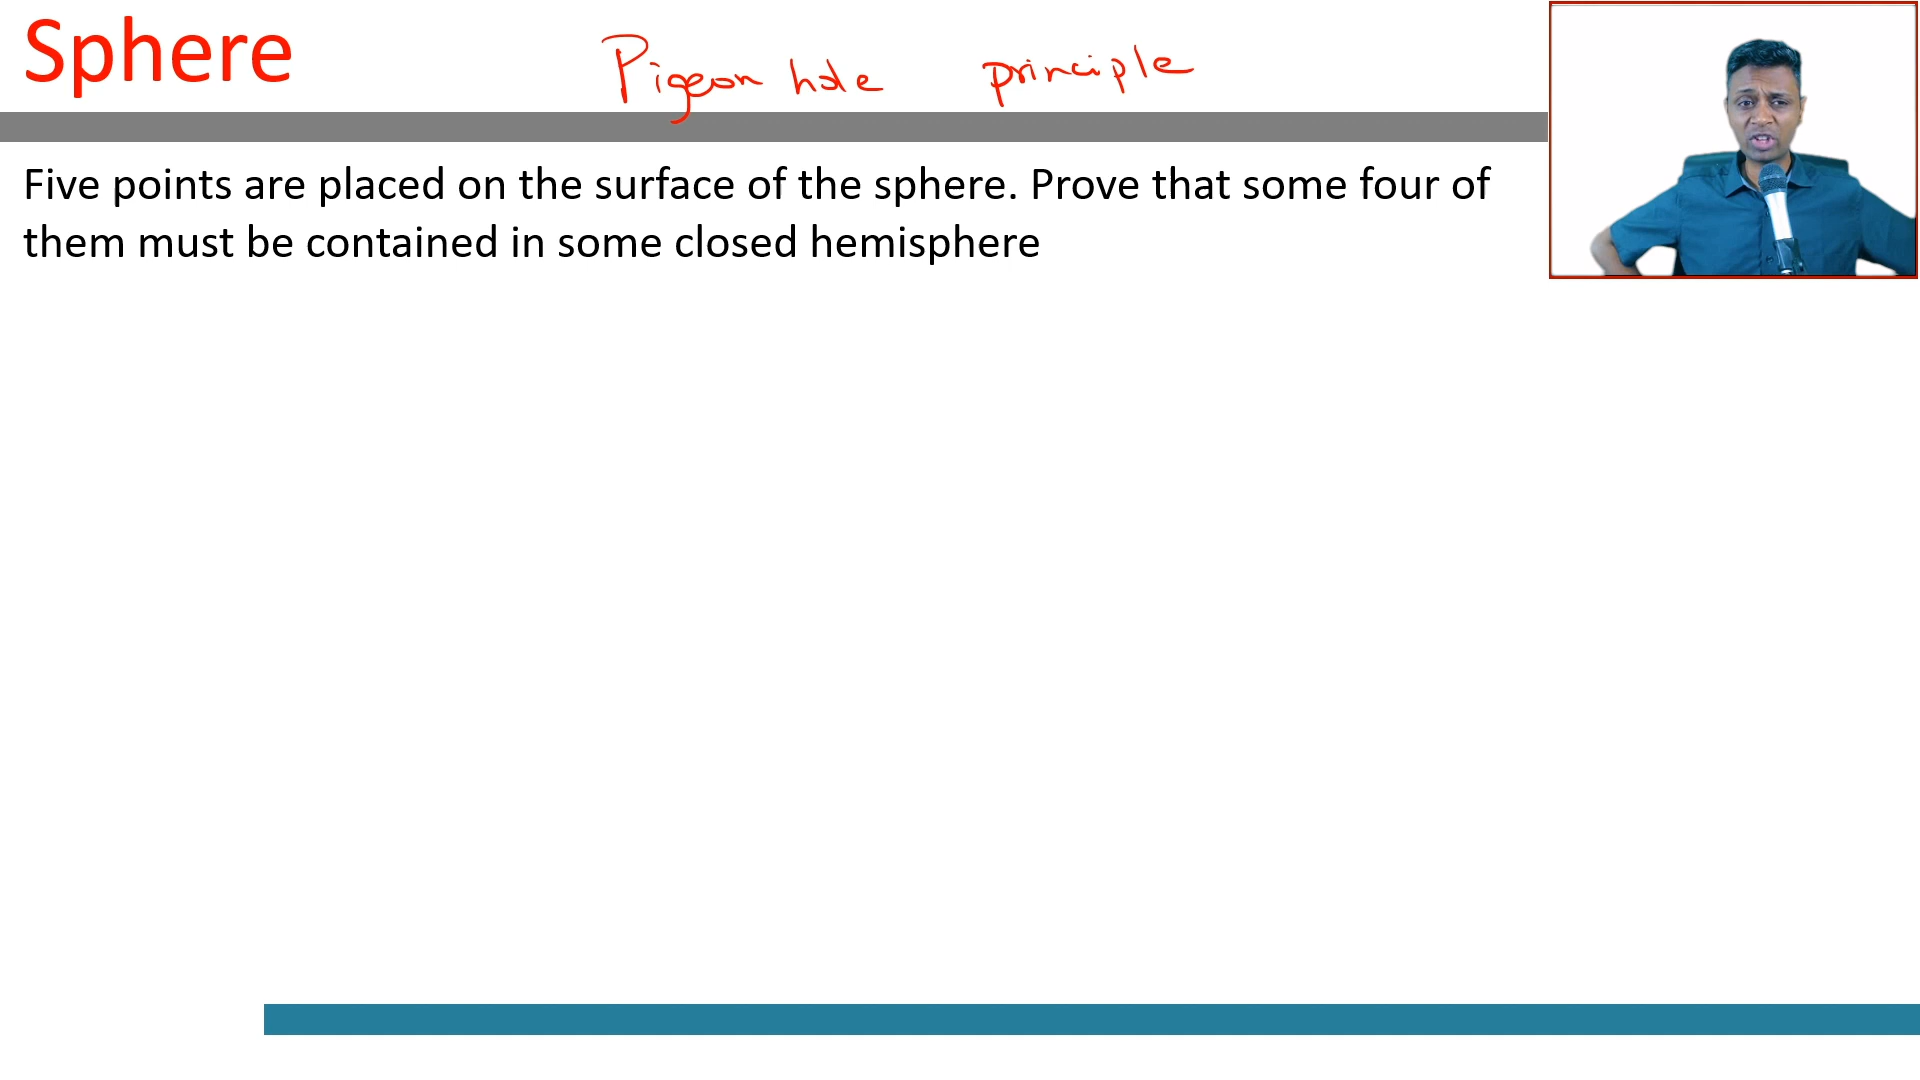 Sphere
Pigeon hole principle
Five points are placed on the surface of the sphere. Prove that some four of
them must be contained in some closed hemisphere